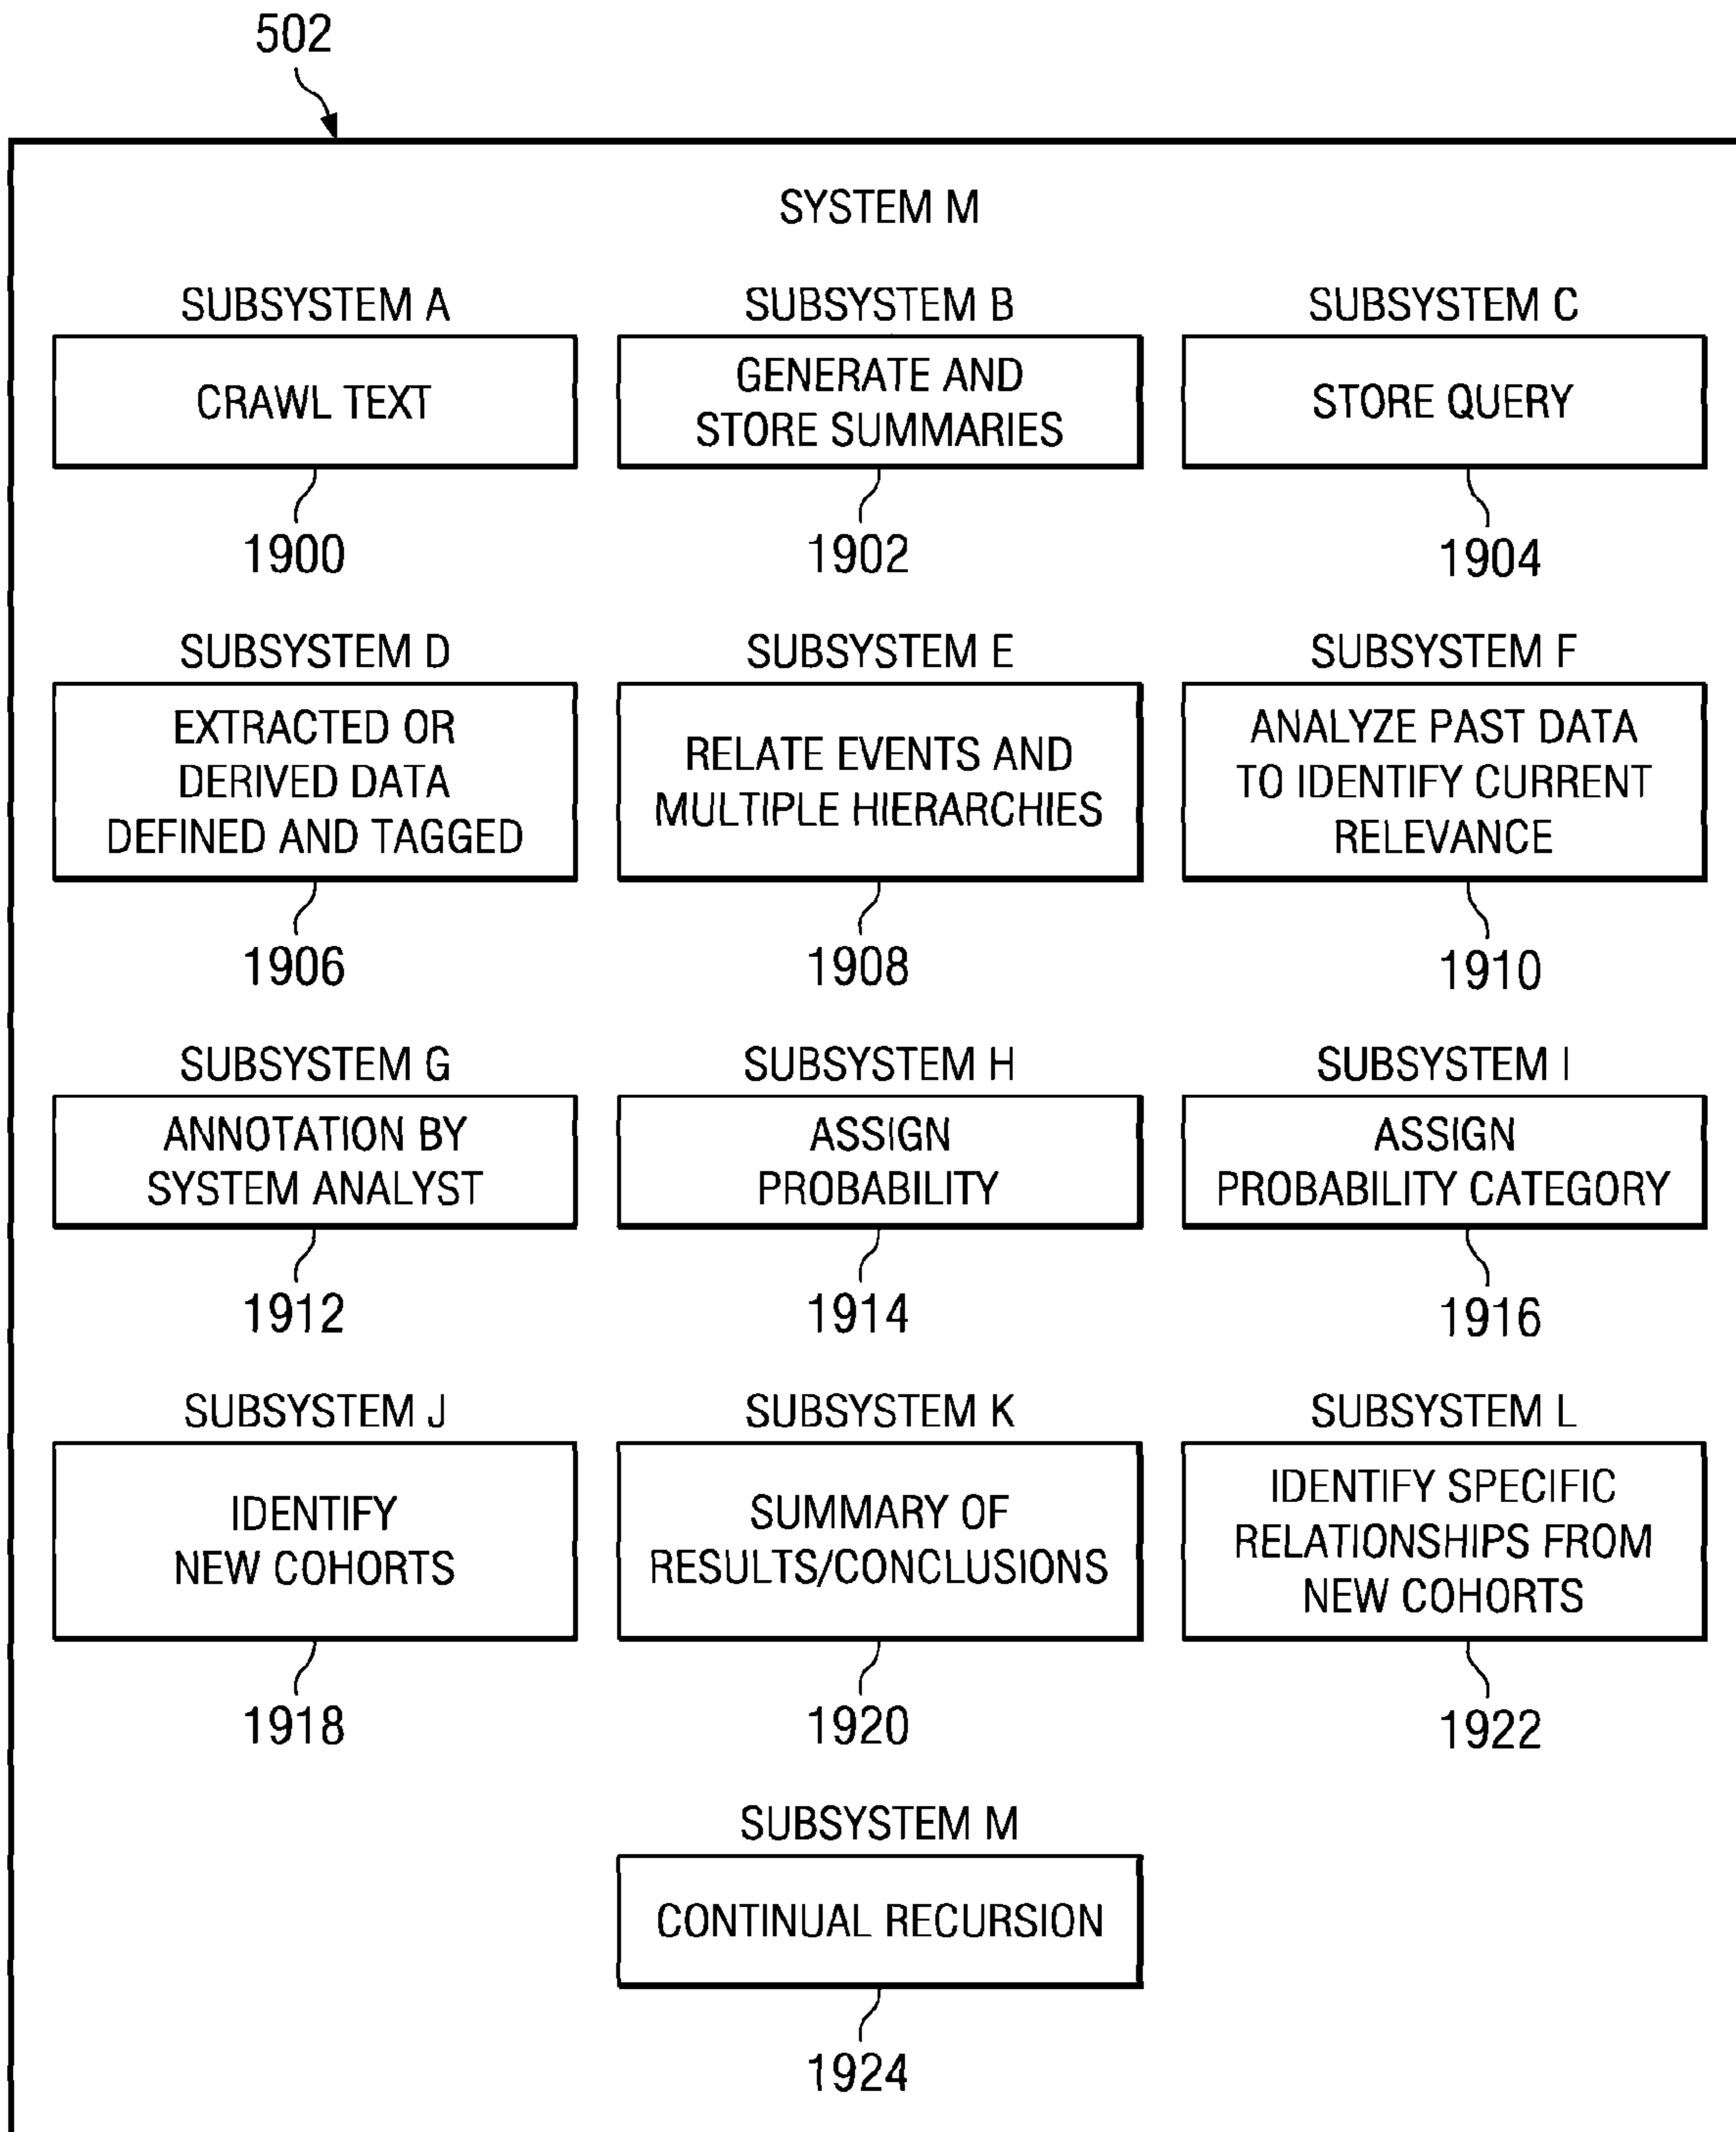 502
SYSTEM M
SUBSYSTEM A
CRAWL TEXT
1900
SUBSYSTEM B
GENERATE AND
STORE SUMMARIES
1902
SUBSYSTEM C
STORE QUERY
1904
SUBSYSTEM D
EXTRACTED OR
DERIVED DATA
DEFINED AND TAGGED
1906
SUBSYSTEM E
RELATE EVENTS AND
MULTIPLE HIERARCHIES
1908
SUBSYSTEM F
ANALYZE PAST DATA
TO IDENTIFY CURRENT
RELEVANCE
1910
SUBSYSTEM G
ANNOTATION BY
SYSTEM ANALYST
1912
SUBSYSTEM H
ASSIGN
PROBABILITY
1914
SUBSYSTEM I
ASSIGN
PROBABILITY CATEGORY
1916
SUBSYSTEM J
IDENTIFY
NEW COHORTS
1918
SUBSYSTEM K
SUMMARY OF
RESULTS/CONCLUSIONS
1920
SUBSYSTEM L
IDENTIFY SPECIFIC
RELATIONSHIPS FROM
NEW COHORTS
1922
SUBSYSTEM M
CONTINUAL RECURSION
1924